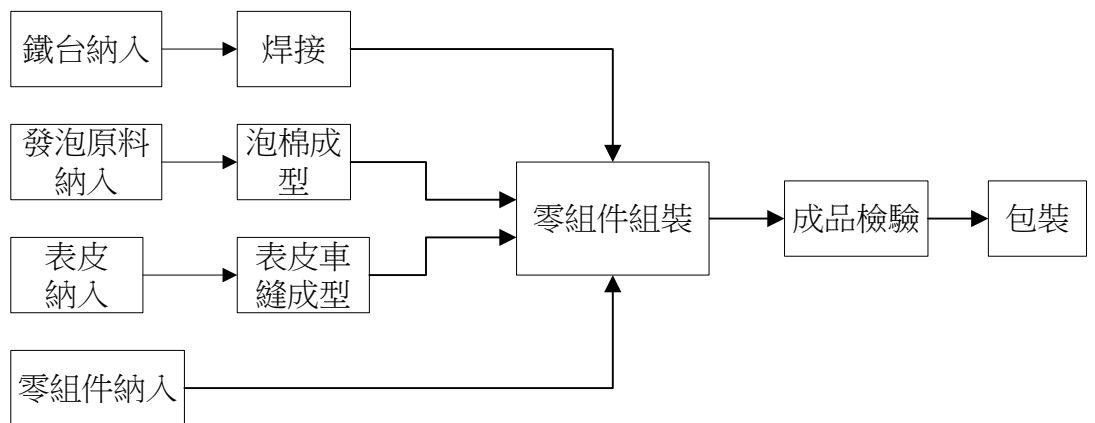 鐵台納入
焊接
發泡原料
納入
泡棉成
型
零組件組裝
成品檢驗
包裝
表皮
納入
表皮車
縫成型
零組件納入